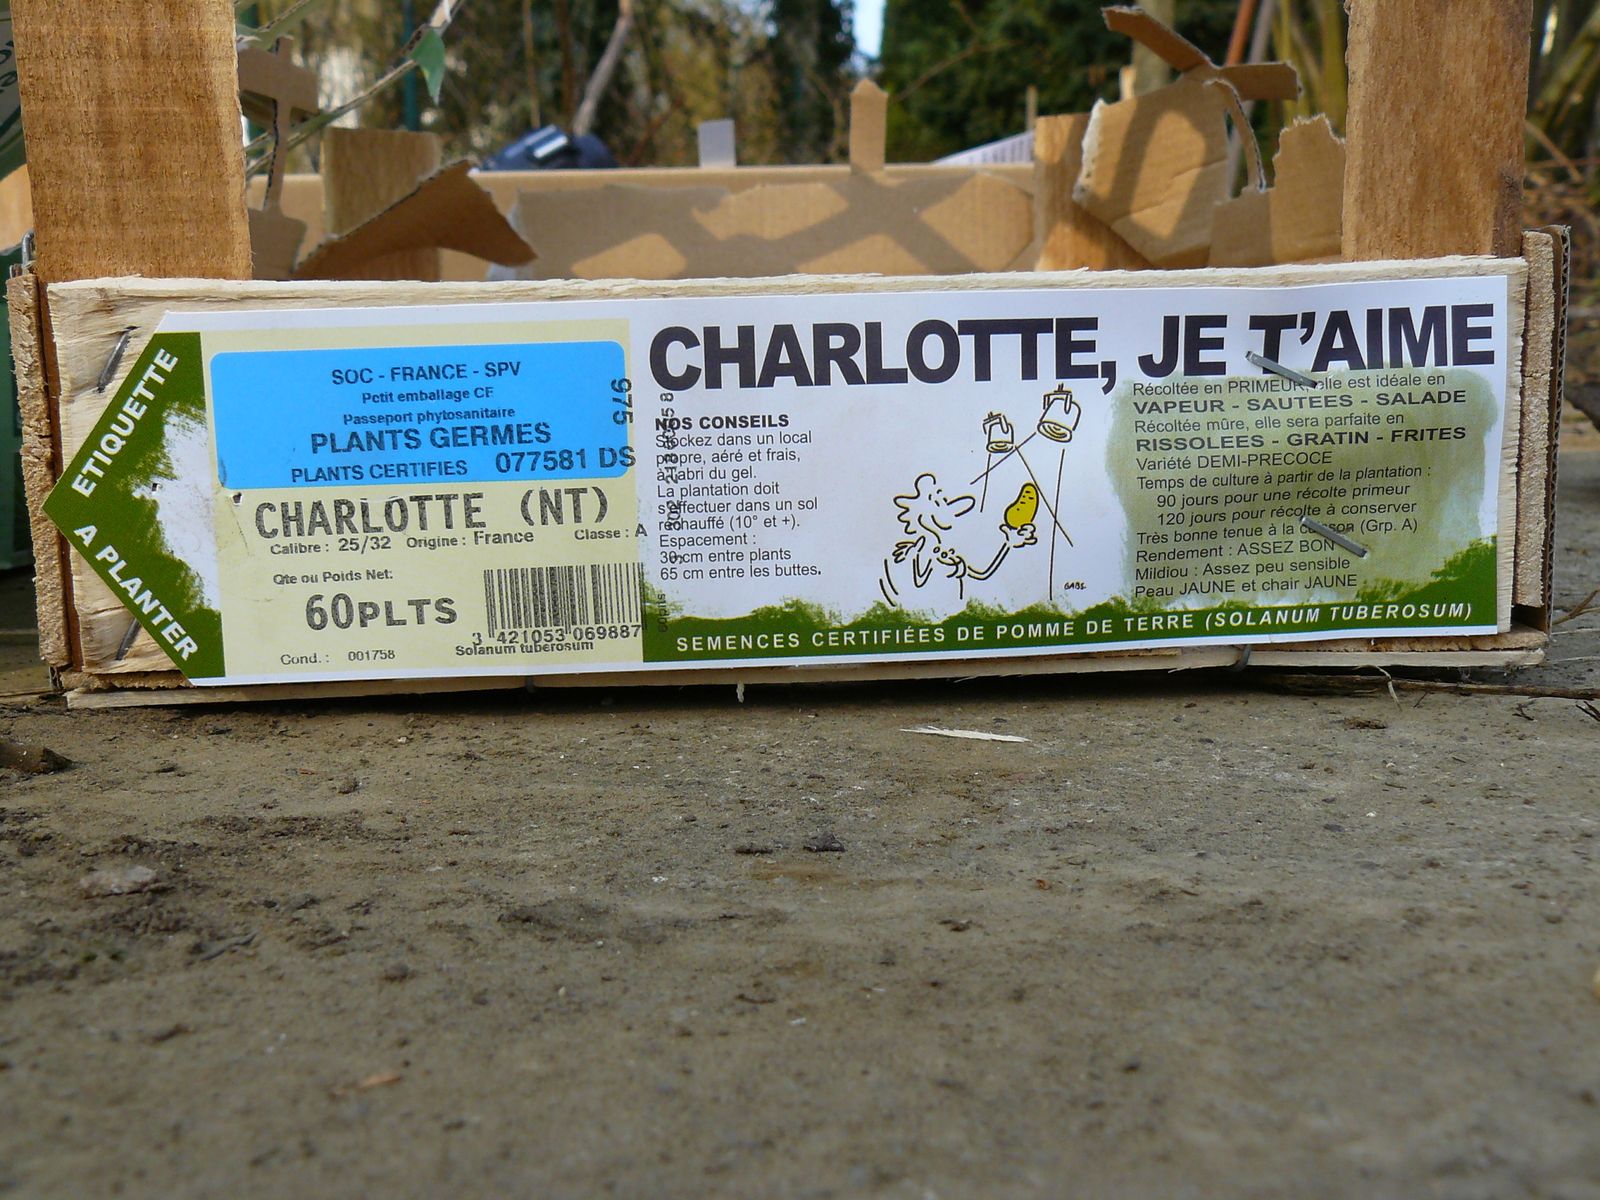 ETIQUETTE
A PLANTER
SOC - FRANCE - SPV
Petit emballage CE
Passeport phytosanitaire
PLANTS GERMES
PLANTS CERTIFIES 077581 DS
975
CHARLOTTE (NT)
Calibre : 25/32 Origine : France Classe : A
Qte ou Poids Net:
60PLTS
3 421053 069887
Solanum tuberosum
Cond. : 001758
CHARLOTTE, JE T'AIME
NOS CONSEILS
Stockez dans un local
propre, aéré et frais,
à l'abri du gel.
La plantation doit
s'effectuer dans un sol
réchauffé (10° et +).
Espacement :
30 cm entre plants
65 cm entre les buttes.
GABS.
Récoltée en PRIMEUR, elle est idéale en
VAPEUR - SAUTEES - SALADE
Récoltée mûre, elle sera parfaite en
RISSOLEES - GRATIN - FRITES
Variété DEMI-PRECOCE
Temps de culture à partir de la plantation :
90 jours pour une récolte primeur
120 jours pour récolte à conserver
Très bonne tenue à la cuisson (Grp. A)
Rendement : ASSEZ BON
Mildiou : Assez peu sensible
Peau JAUNE et chair JAUNE
SEMENCES CERTIFIÉES DE POMME DE TERRE (SOLANUM TUBEROSUM)